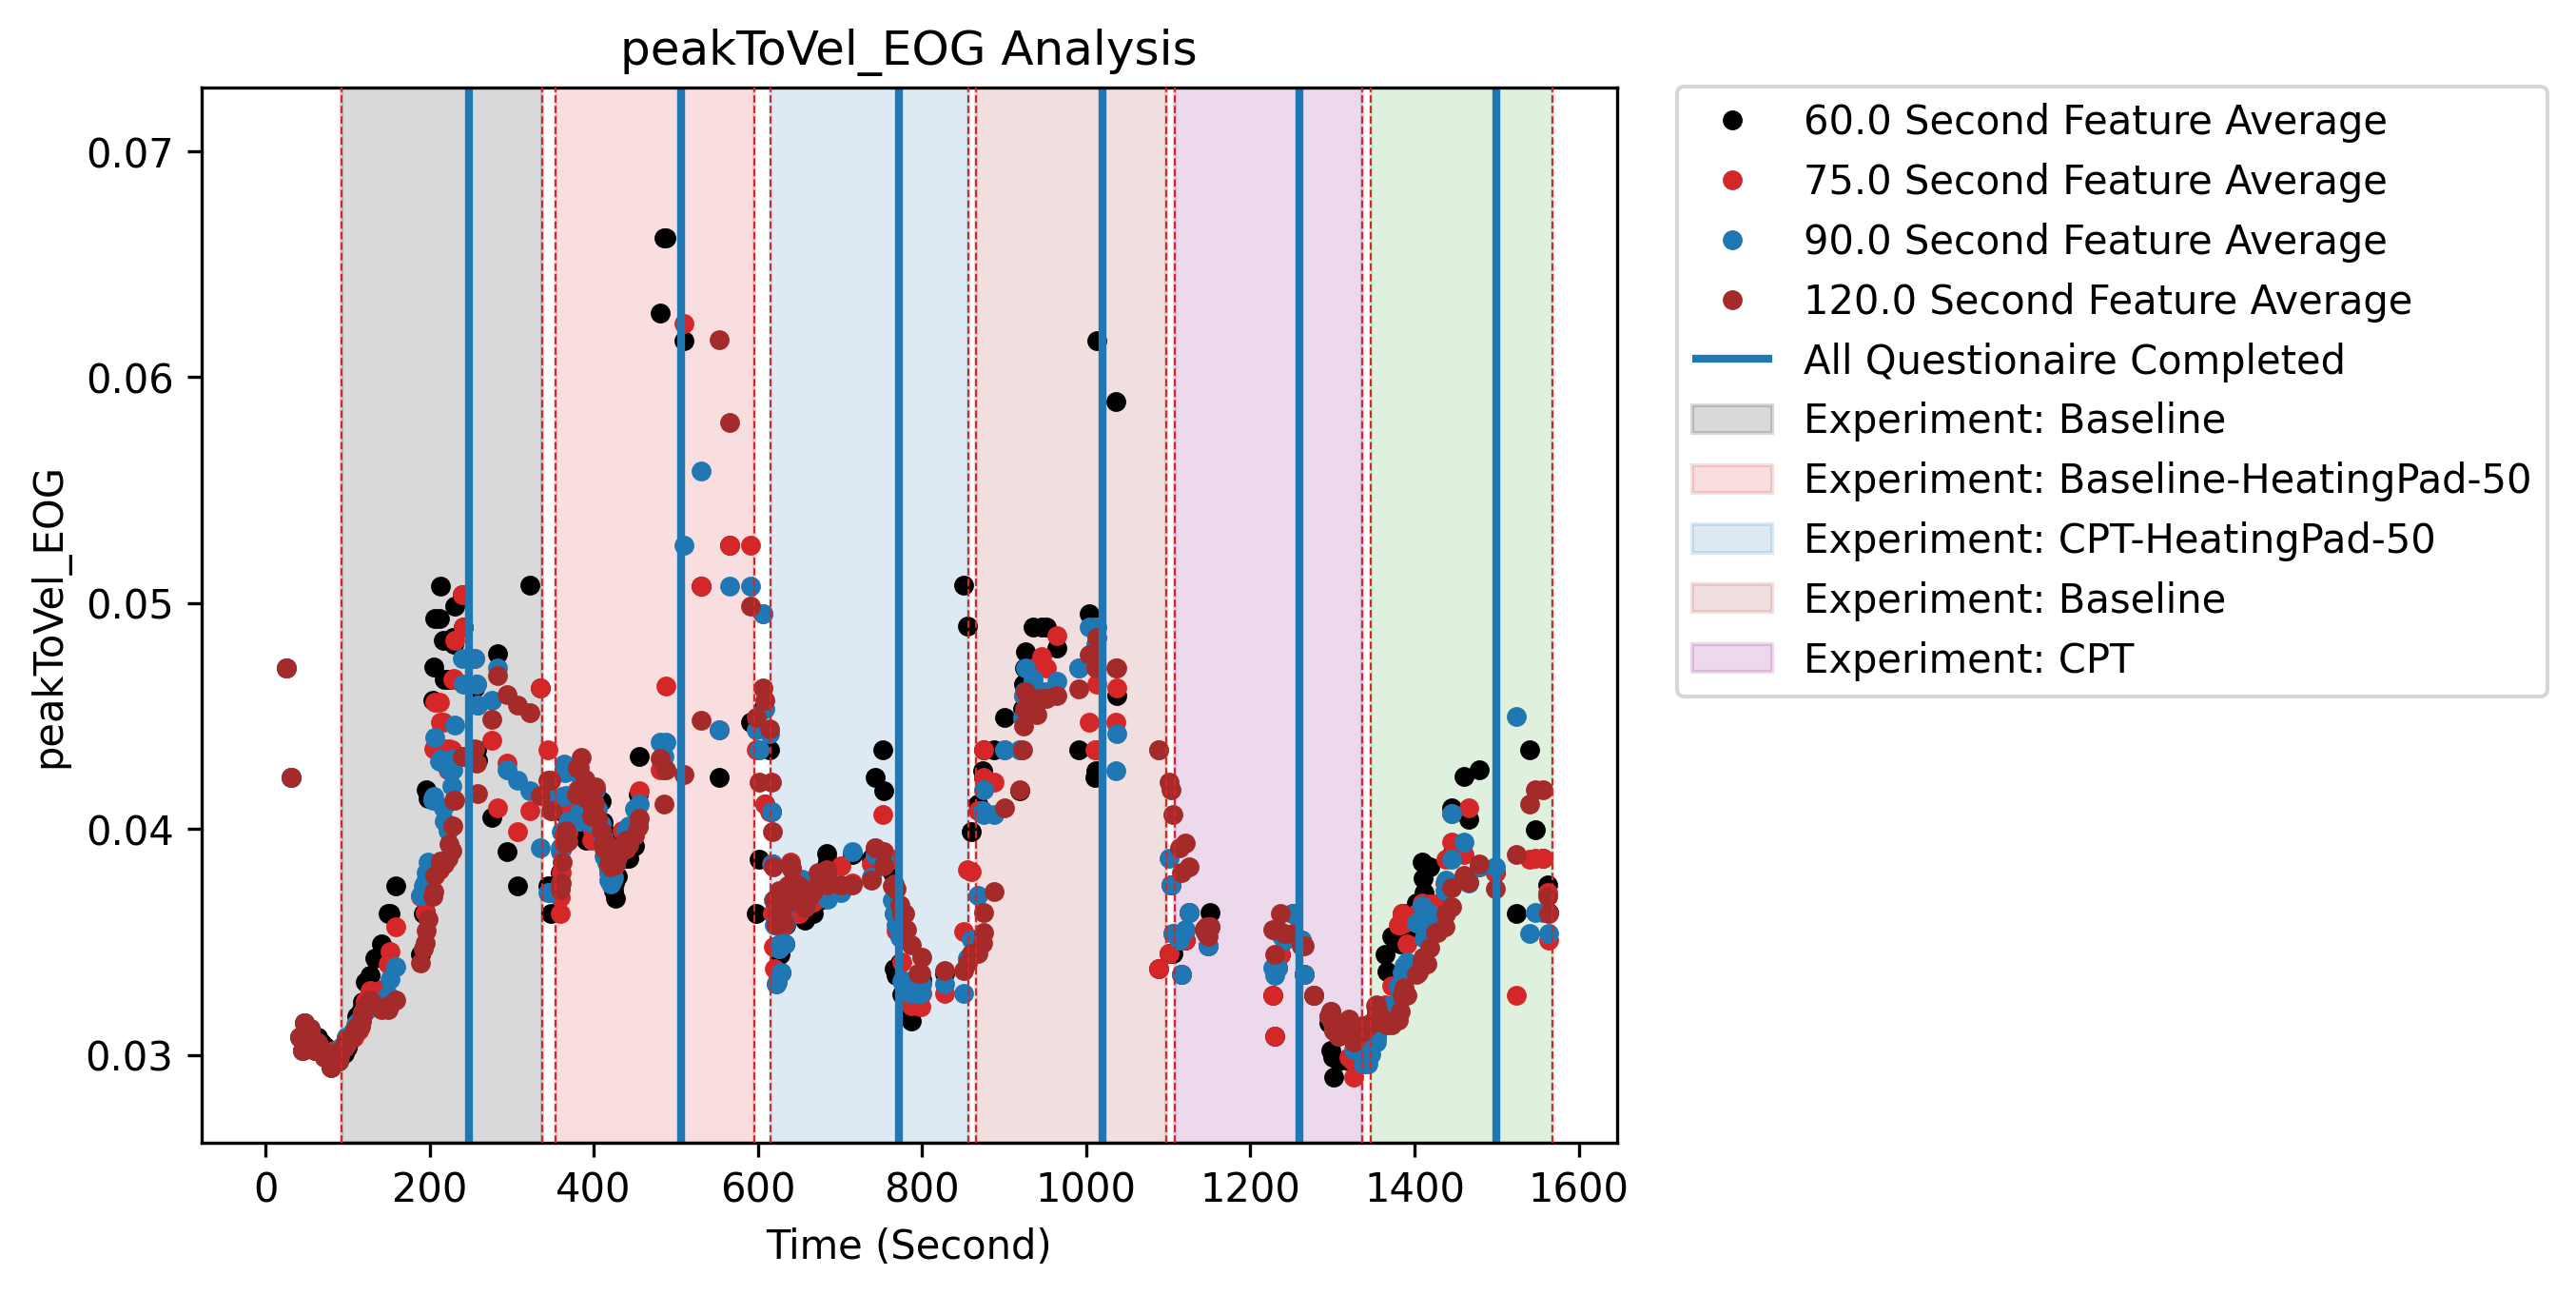 peakToVel_EOG Analysis
0.07
0.06
0.05
0.04
0.03
peakToVel_EOG
0 200 400 600 800 1000 1200 1400 1600
Time (Second)
60.0 Second Feature Average
75.0 Second Feature Average
90.0 Second Feature Average
120.0 Second Feature Average
All Questionaire Completed
Experiment: Baseline
Experiment: Baseline-HeatingPad-50
Experiment: CPT-HeatingPad-50
Experiment: Baseline
Experiment: CPT